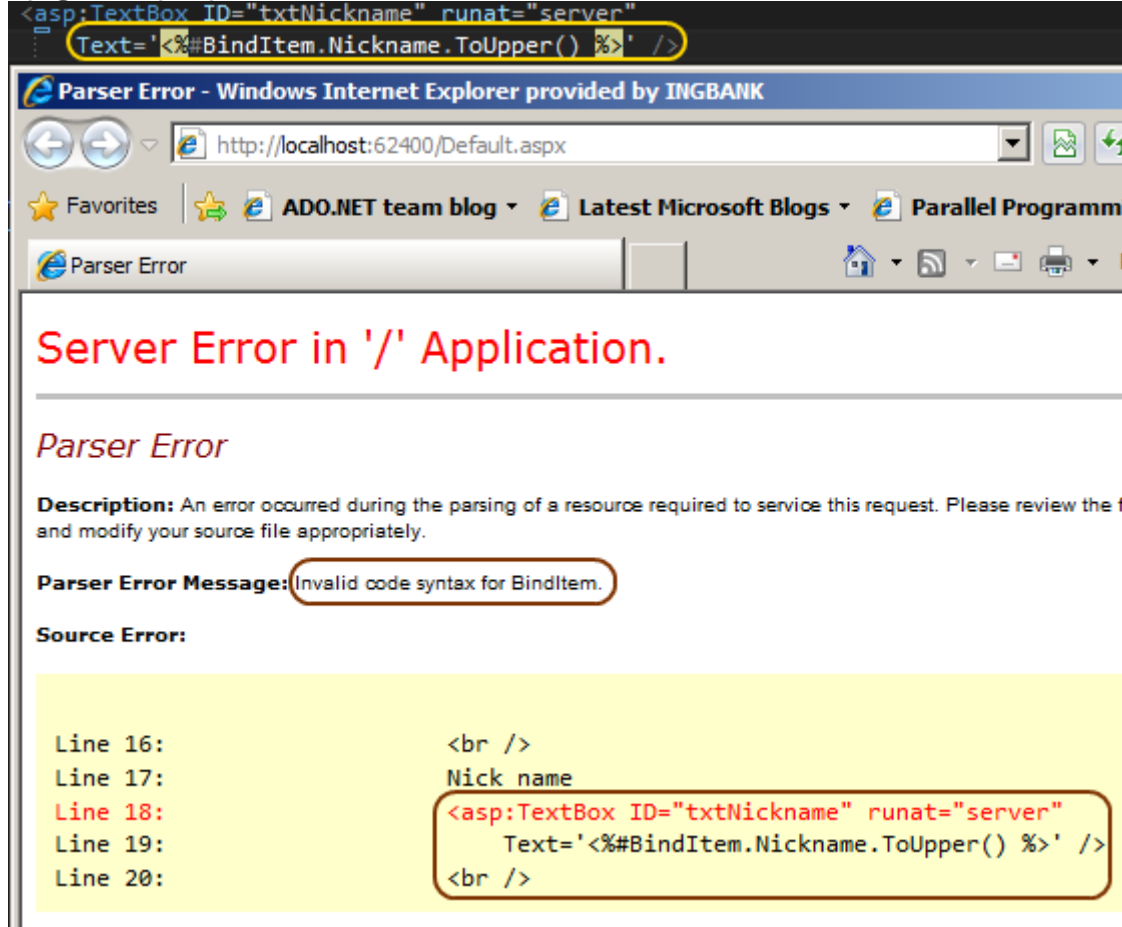 <asp:TextBox ID="txtNickname" runat="server"
Text='<%#BindItem.Nickname.ToUpper() %>' />
Parser Error - Windows Internet Explorer provided by INGBANK
http://localhost:62400/Default.aspx
Favorites ADO.NET team blog Latest Microsoft Blogs Parallel Programm
Parser Error
Server Error in '/' Application.
Parser Error
Description: An error occurred during the parsing of a resource required to service this request. Please review the
and modify your source file appropriately.
Parser Error Message: Invalid code syntax for BindItem.
Source Error:
Line 16: <br />
Line 17: Nick name
Line 18: <asp:TextBox ID="txtNickname" runat="server"
Line 19: Text='<%#BindItem.Nickname.ToUpper() %>' />
Line 20: <br />